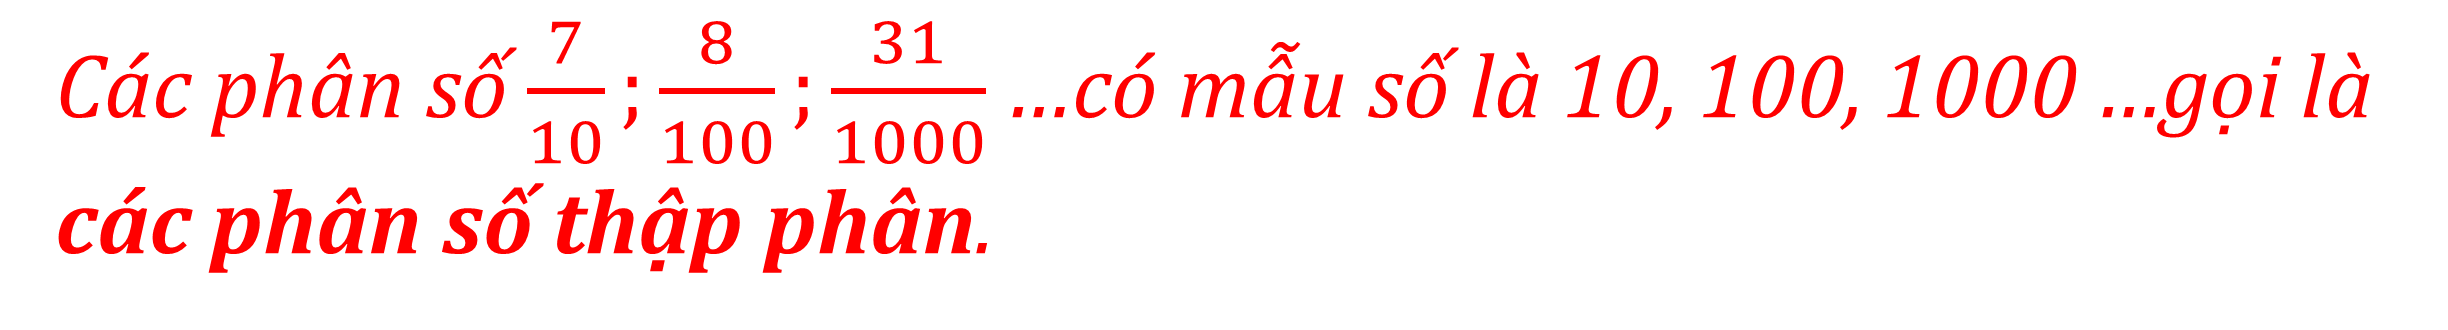 Các phân số 7/10 ; 8/100 ; 31/1000 ...có mẫu số là 10, 100, 1000 ...gọi là
các phân số thập phân.